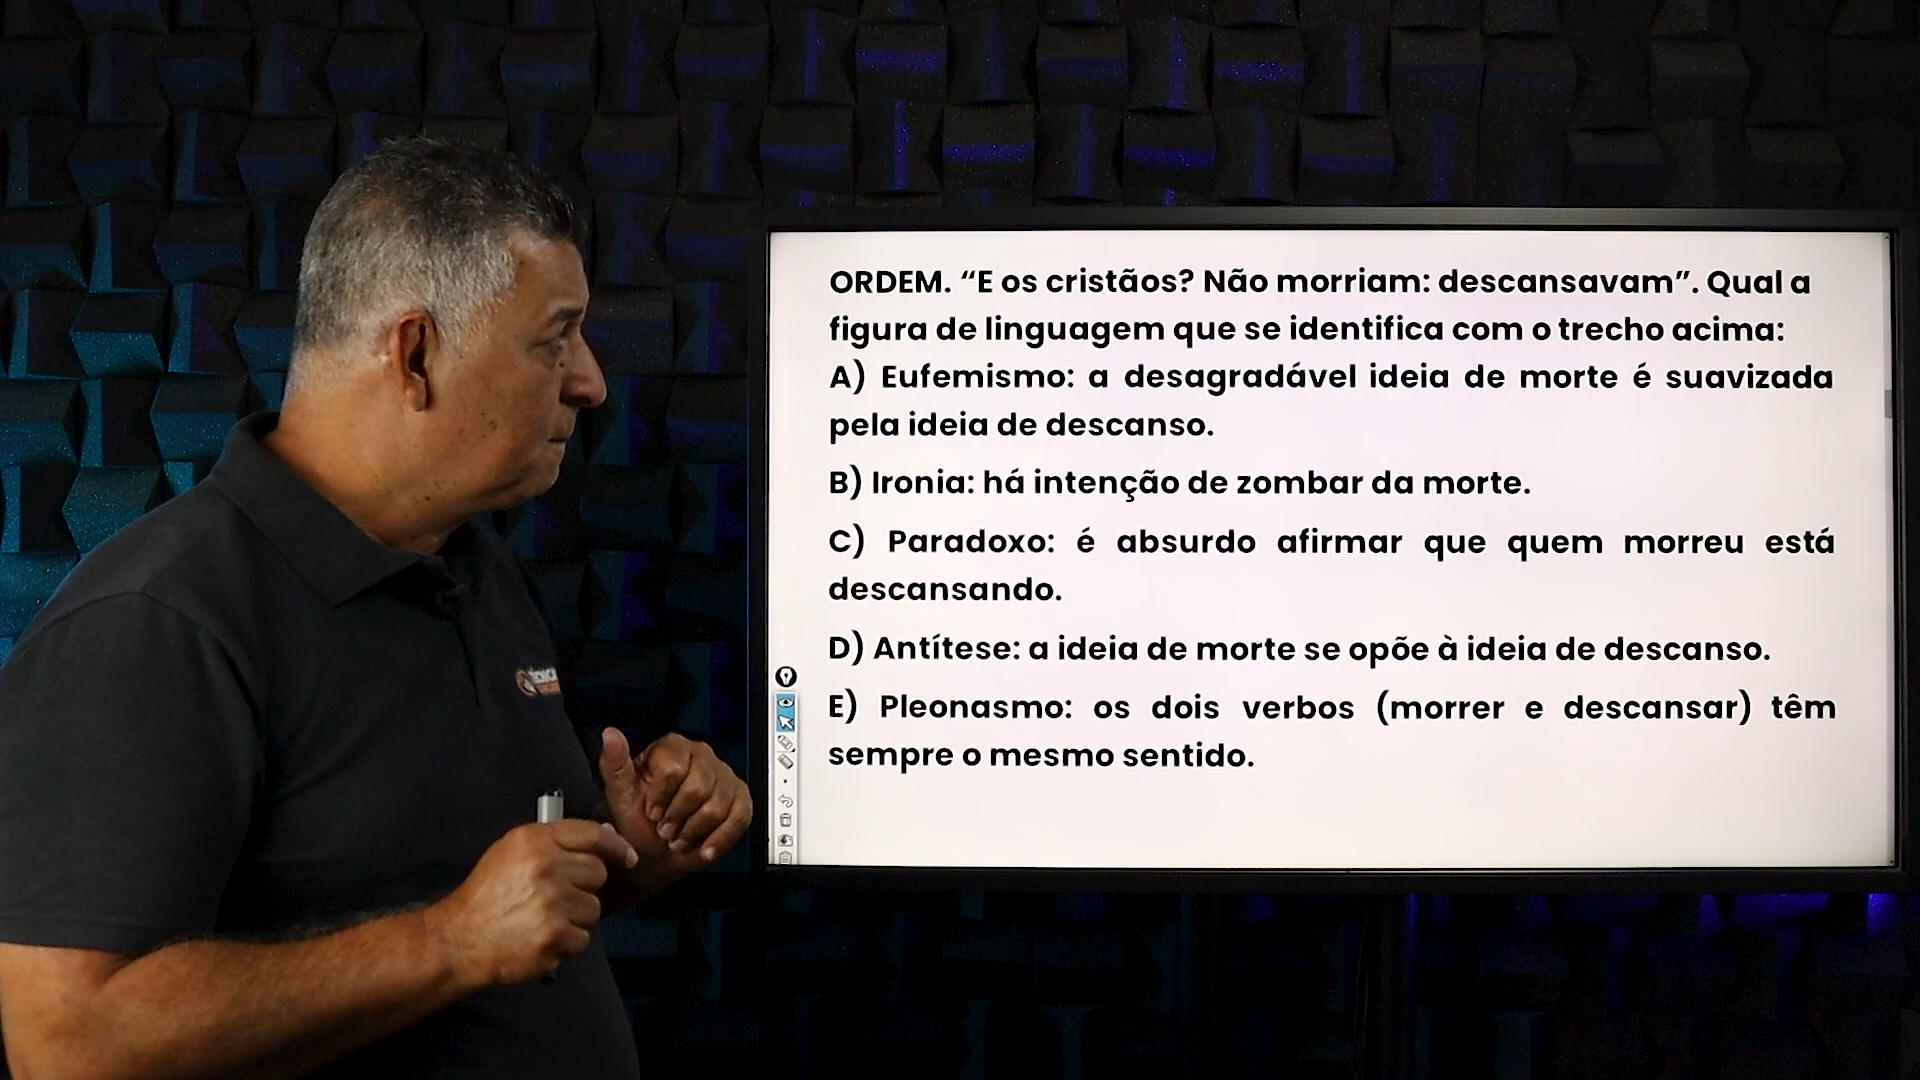 ORDEM. “E os cristãos? Não morriam: descansavam”. Qual a
figura de linguagem que se identifica com o trecho acima:
A) Eufemismo: a desagradável ideia de morte é suavizada
pela ideia de descanso.
B) Ironia: há intenção de zombar da morte.
C) Paradoxo: é absurdo afirmar que quem morreu está
descansando.
D) Antítese: a ideia de morte se opõe à ideia de descanso.
E) Pleonasmo: os dois verbos (morrer e descansar) têm
sempre o mesmo sentido.